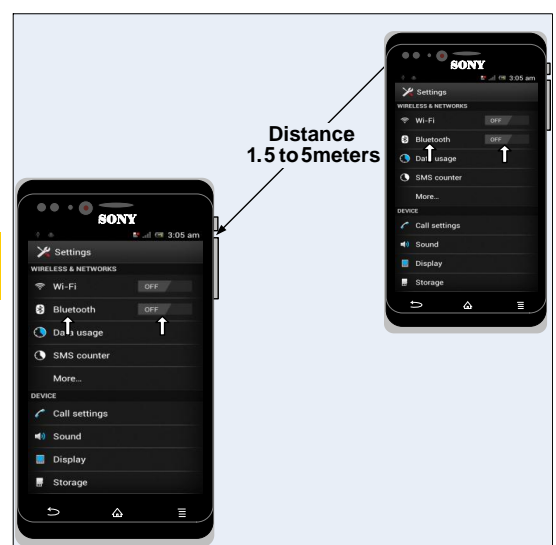 SONY
3:05 am
Settings
WIRELESS & NETWORKS
Wi-Fi OFF
Bluetooth OFF
Data usage
SMS counter
More...
DEVICE
Call settings
Sound
Display
Storage
Distance
1.5 to 5meters
SONY
3:05 am
Settings
WIRELESS & NETWORKS
Wi-Fi OFF
Bluetooth OFF
Data usage
SMS counter
More...
DEVICE
Call settings
Sound
Display
Storage